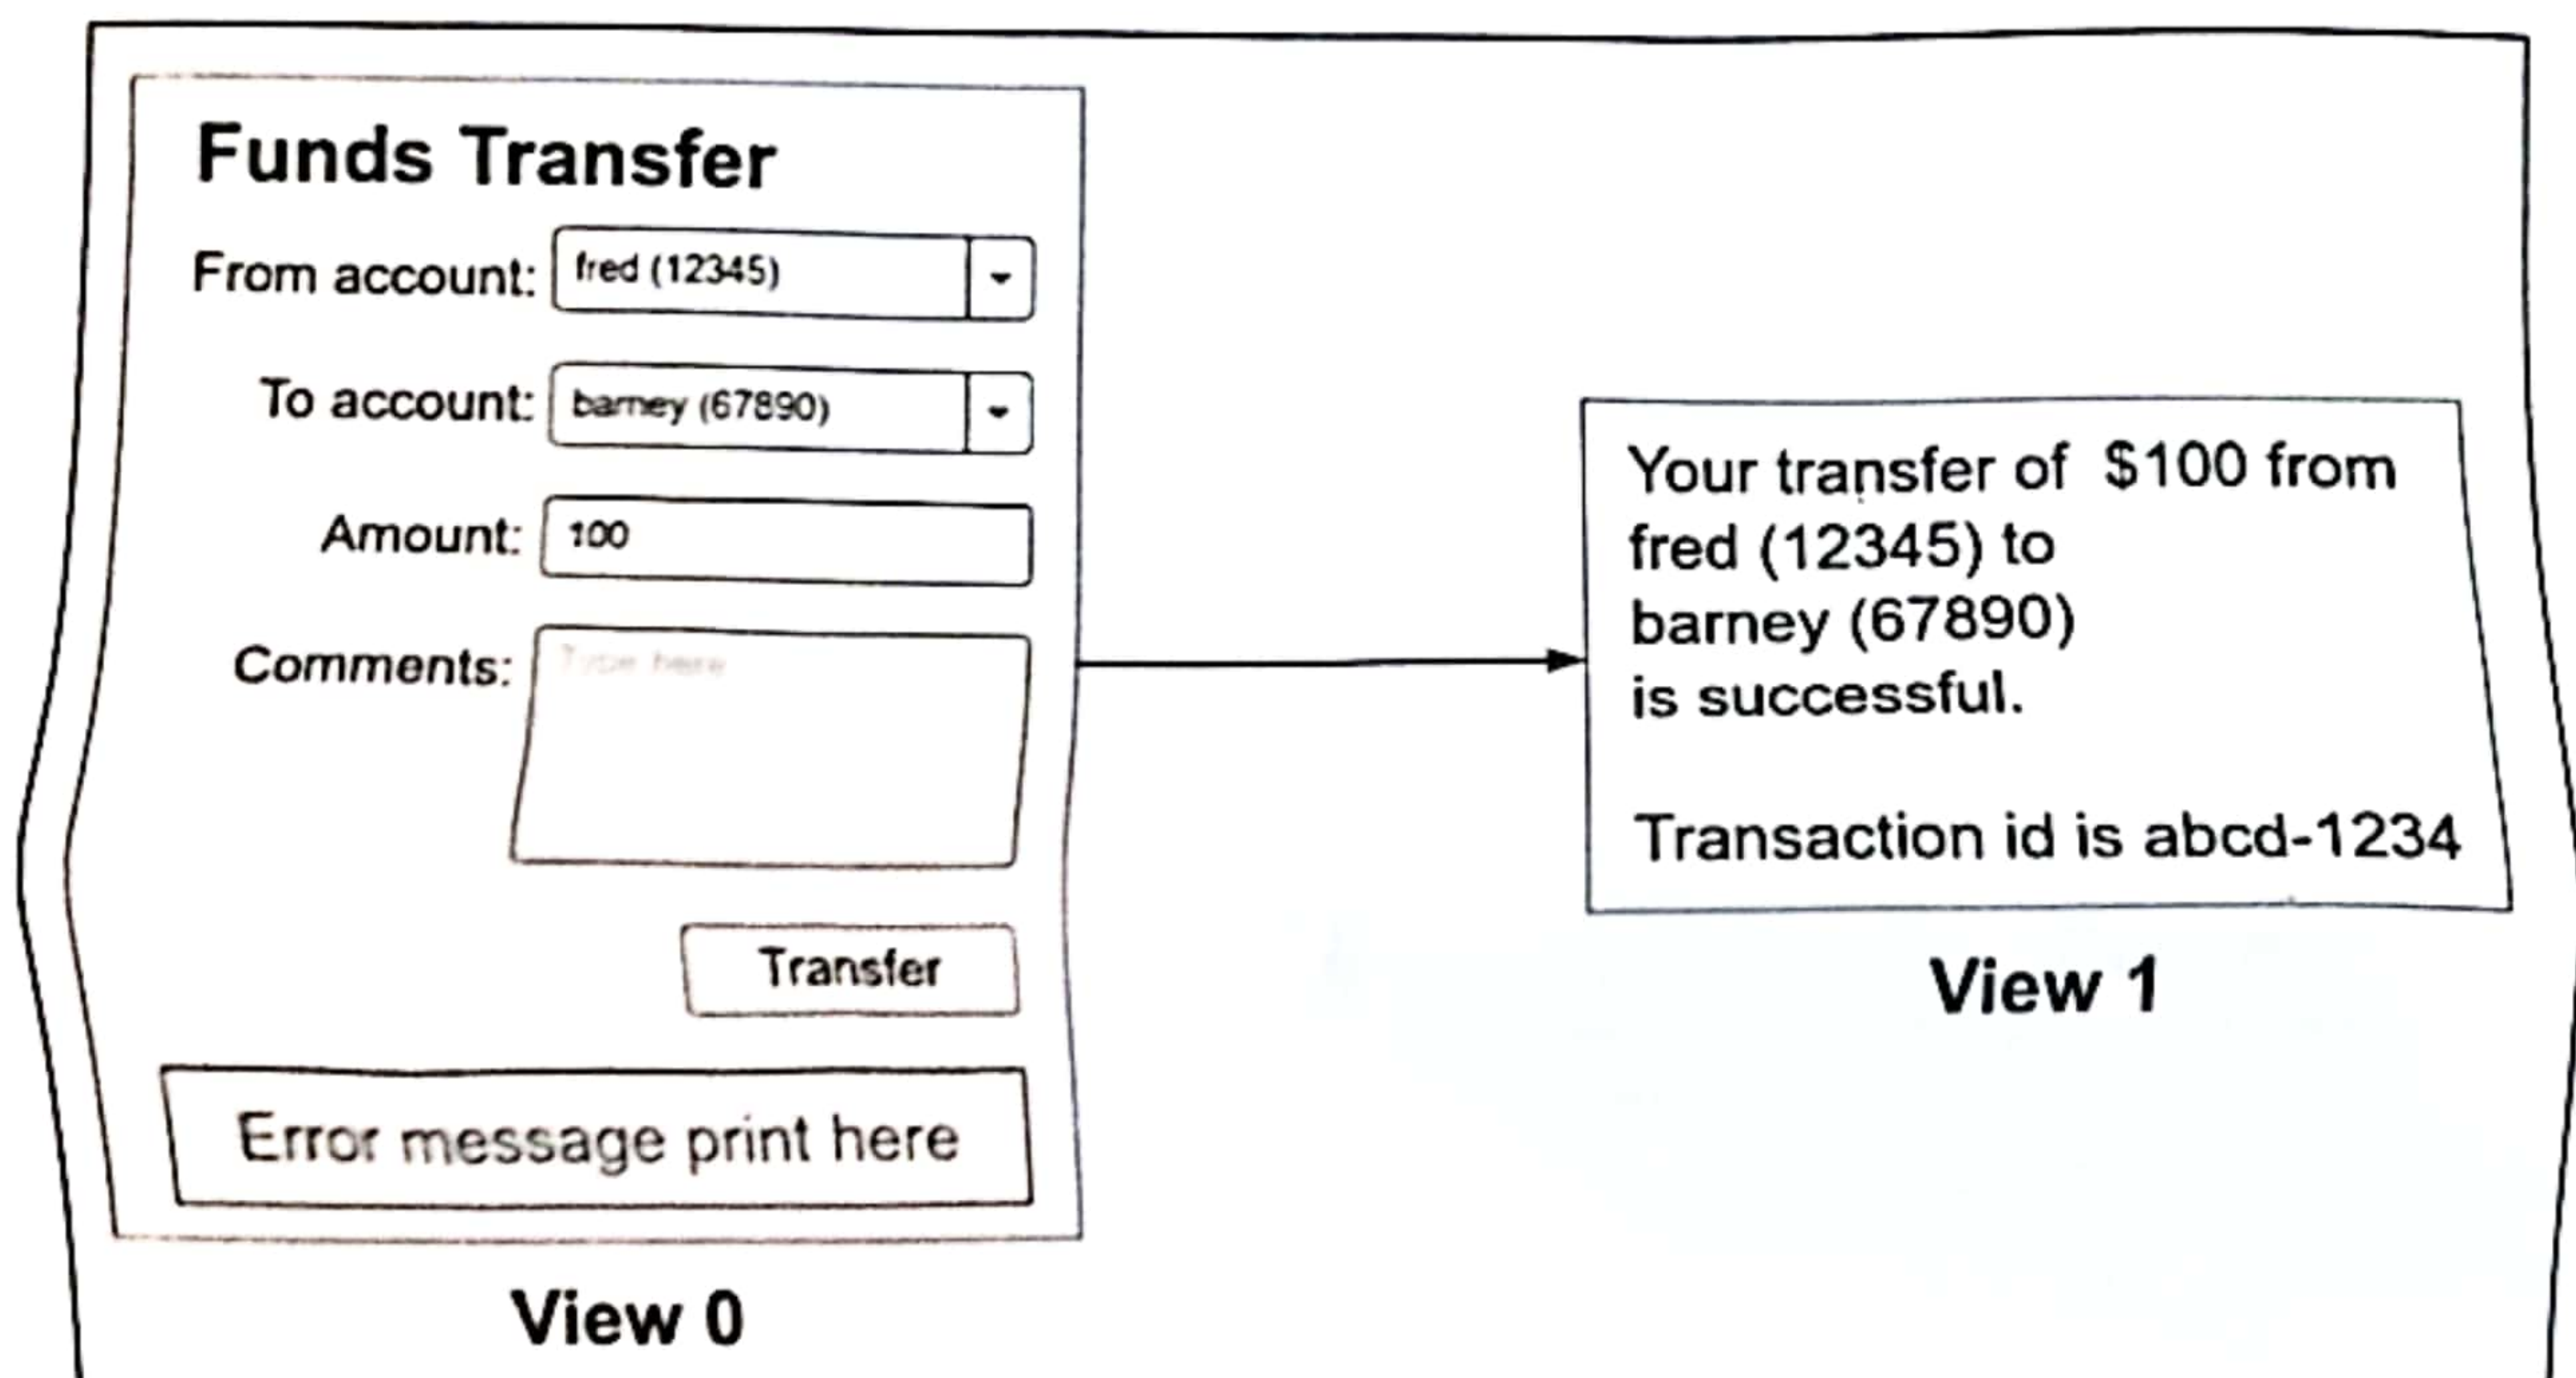 Funds Transfer
From account: fred (12345)
To account: barney (67890)
Amount: 100
Comments: Type here
Transfer
Error message print here
View 0
Your transfer of $100 from
fred (12345) to
barney (67890)
is successful.
Transaction id is abcd-1234
View 1